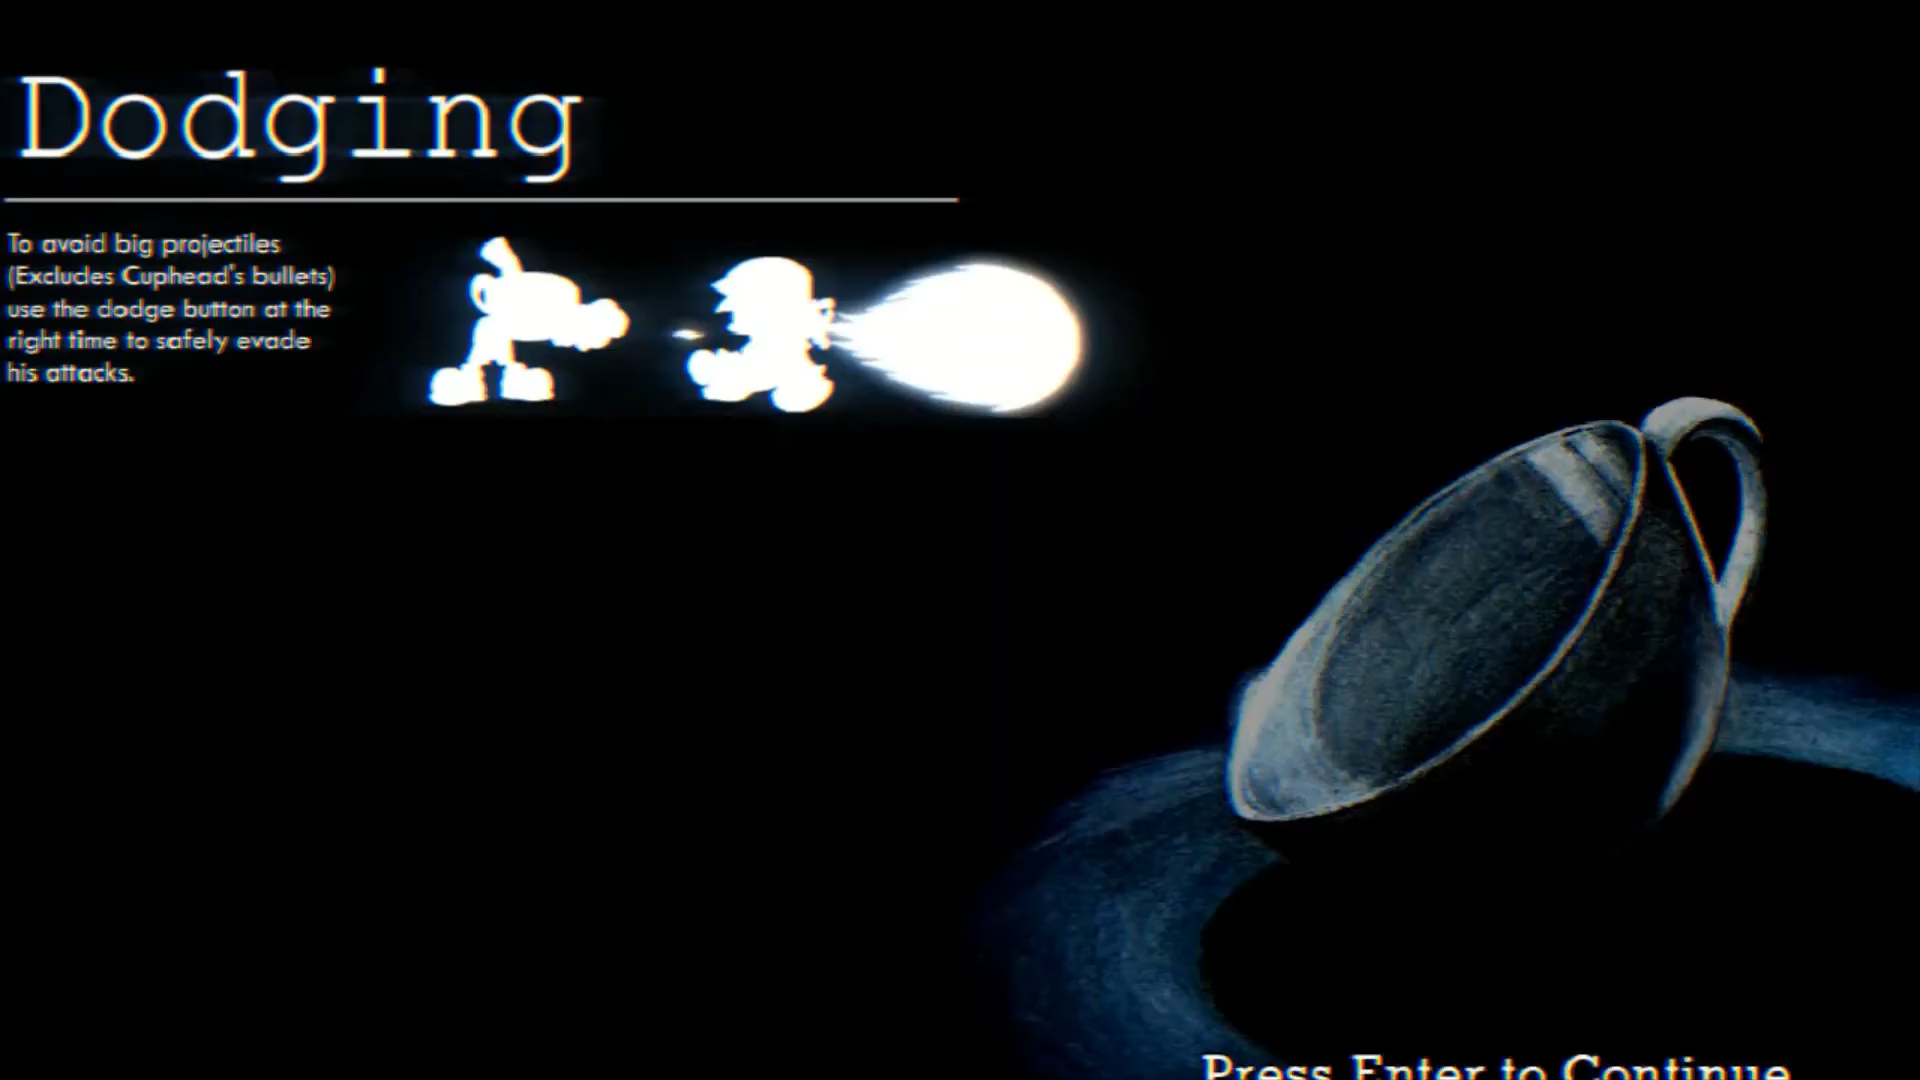 Dodging
To avoid big projectiles
(Excludes Cuphead's bullets)
use the dodge button at the
right time to safely evade
his attacks.
Press Enter to Continue